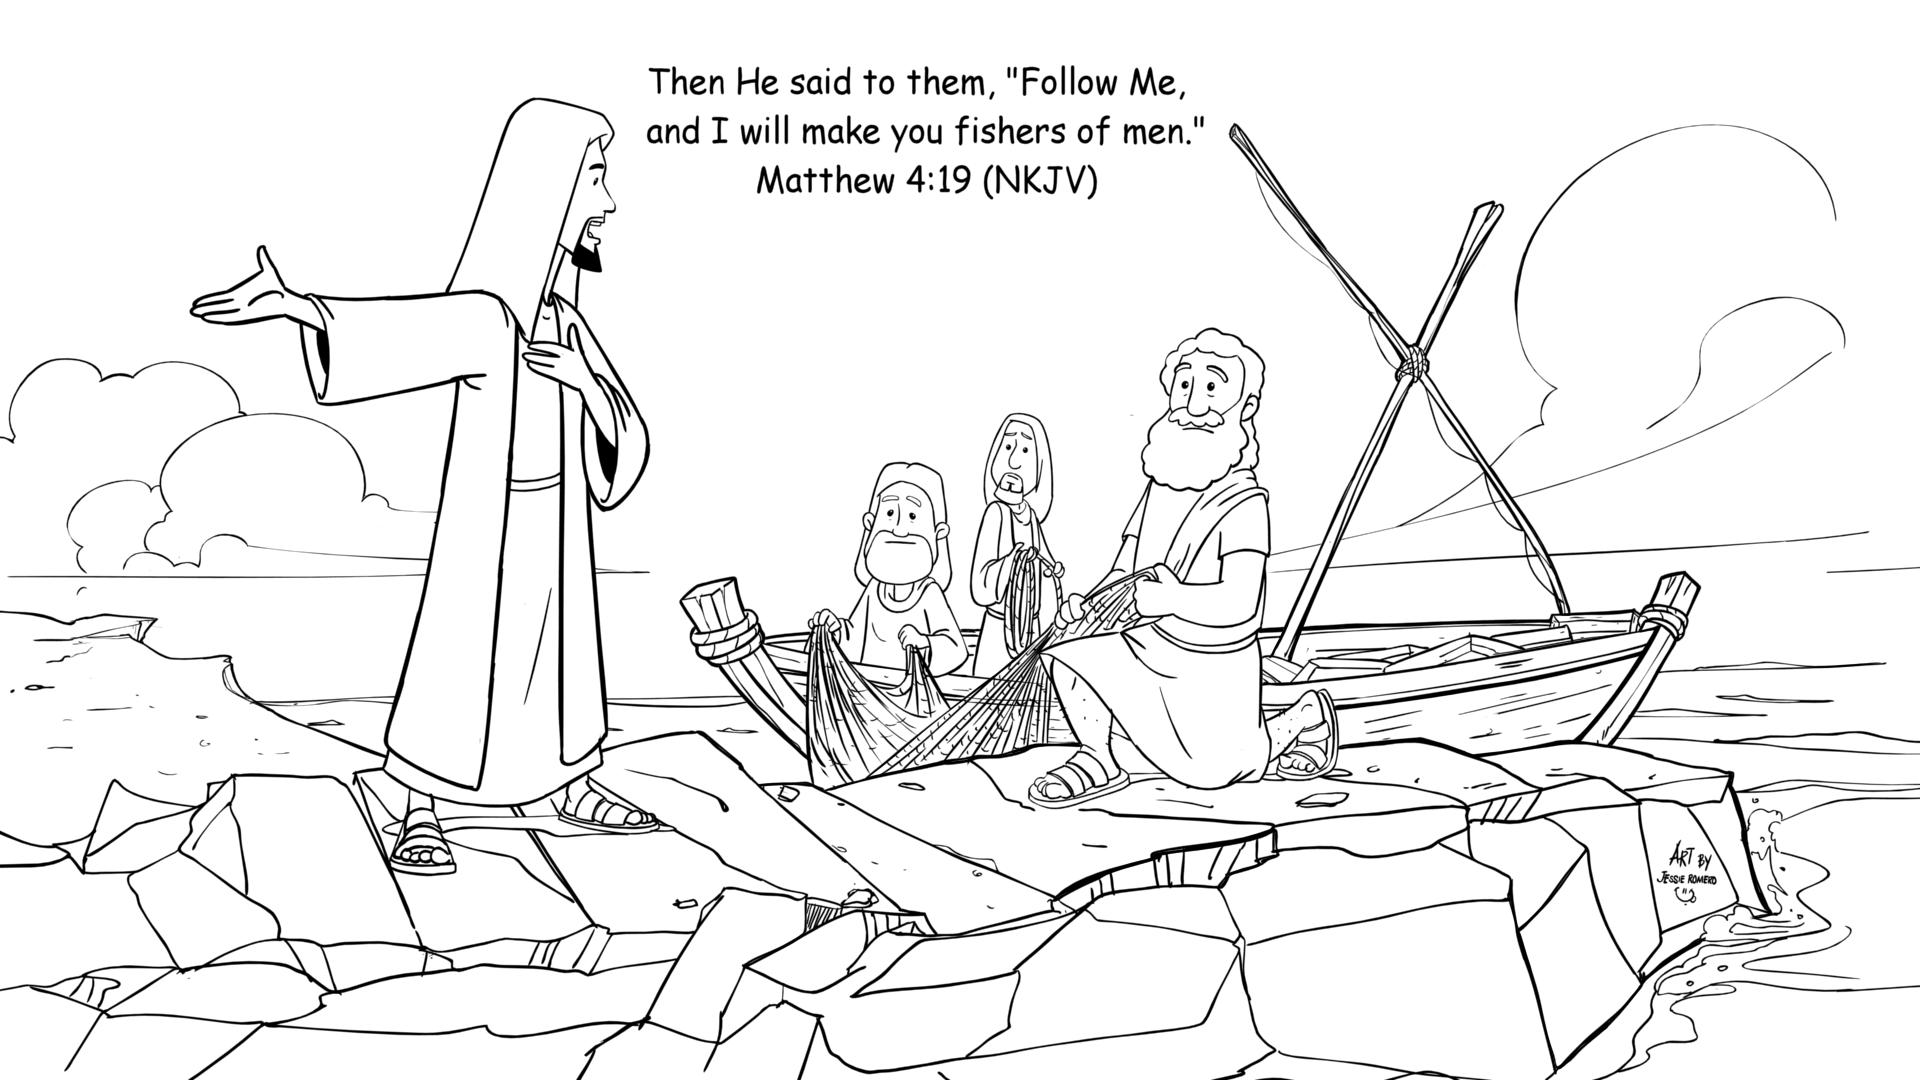 Then He said to them, "Follow Me,
and I will make you fishers of men."
Matthew 4:19 (NKJV)
ART BY
JESSIE ROMERO